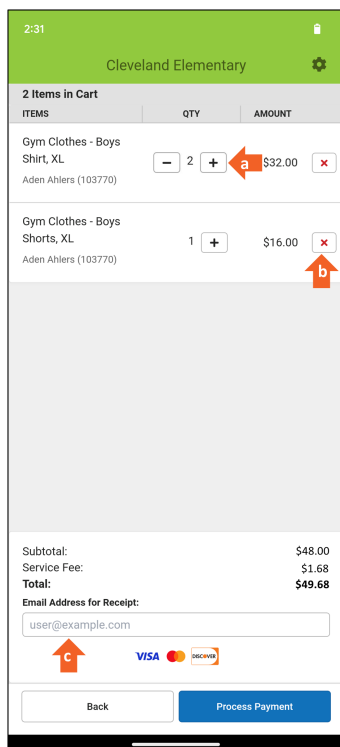 2:31
Cleveland Elementary
2 Items in Cart
ITEMS QTY AMOUNT
Gym Clothes - Boys
Shirt, XL
Aden Ahlers (103770)
− 2 + a $32.00 ×
Gym Clothes - Boys
Shorts, XL
Aden Ahlers (103770)
1 + $16.00 ×
b
Subtotal: $48.00
Service Fee: $1.68
Total: $49.68
Email Address for Receipt:
user@example.com
c
VISA DISCOVER
Back Process Payment